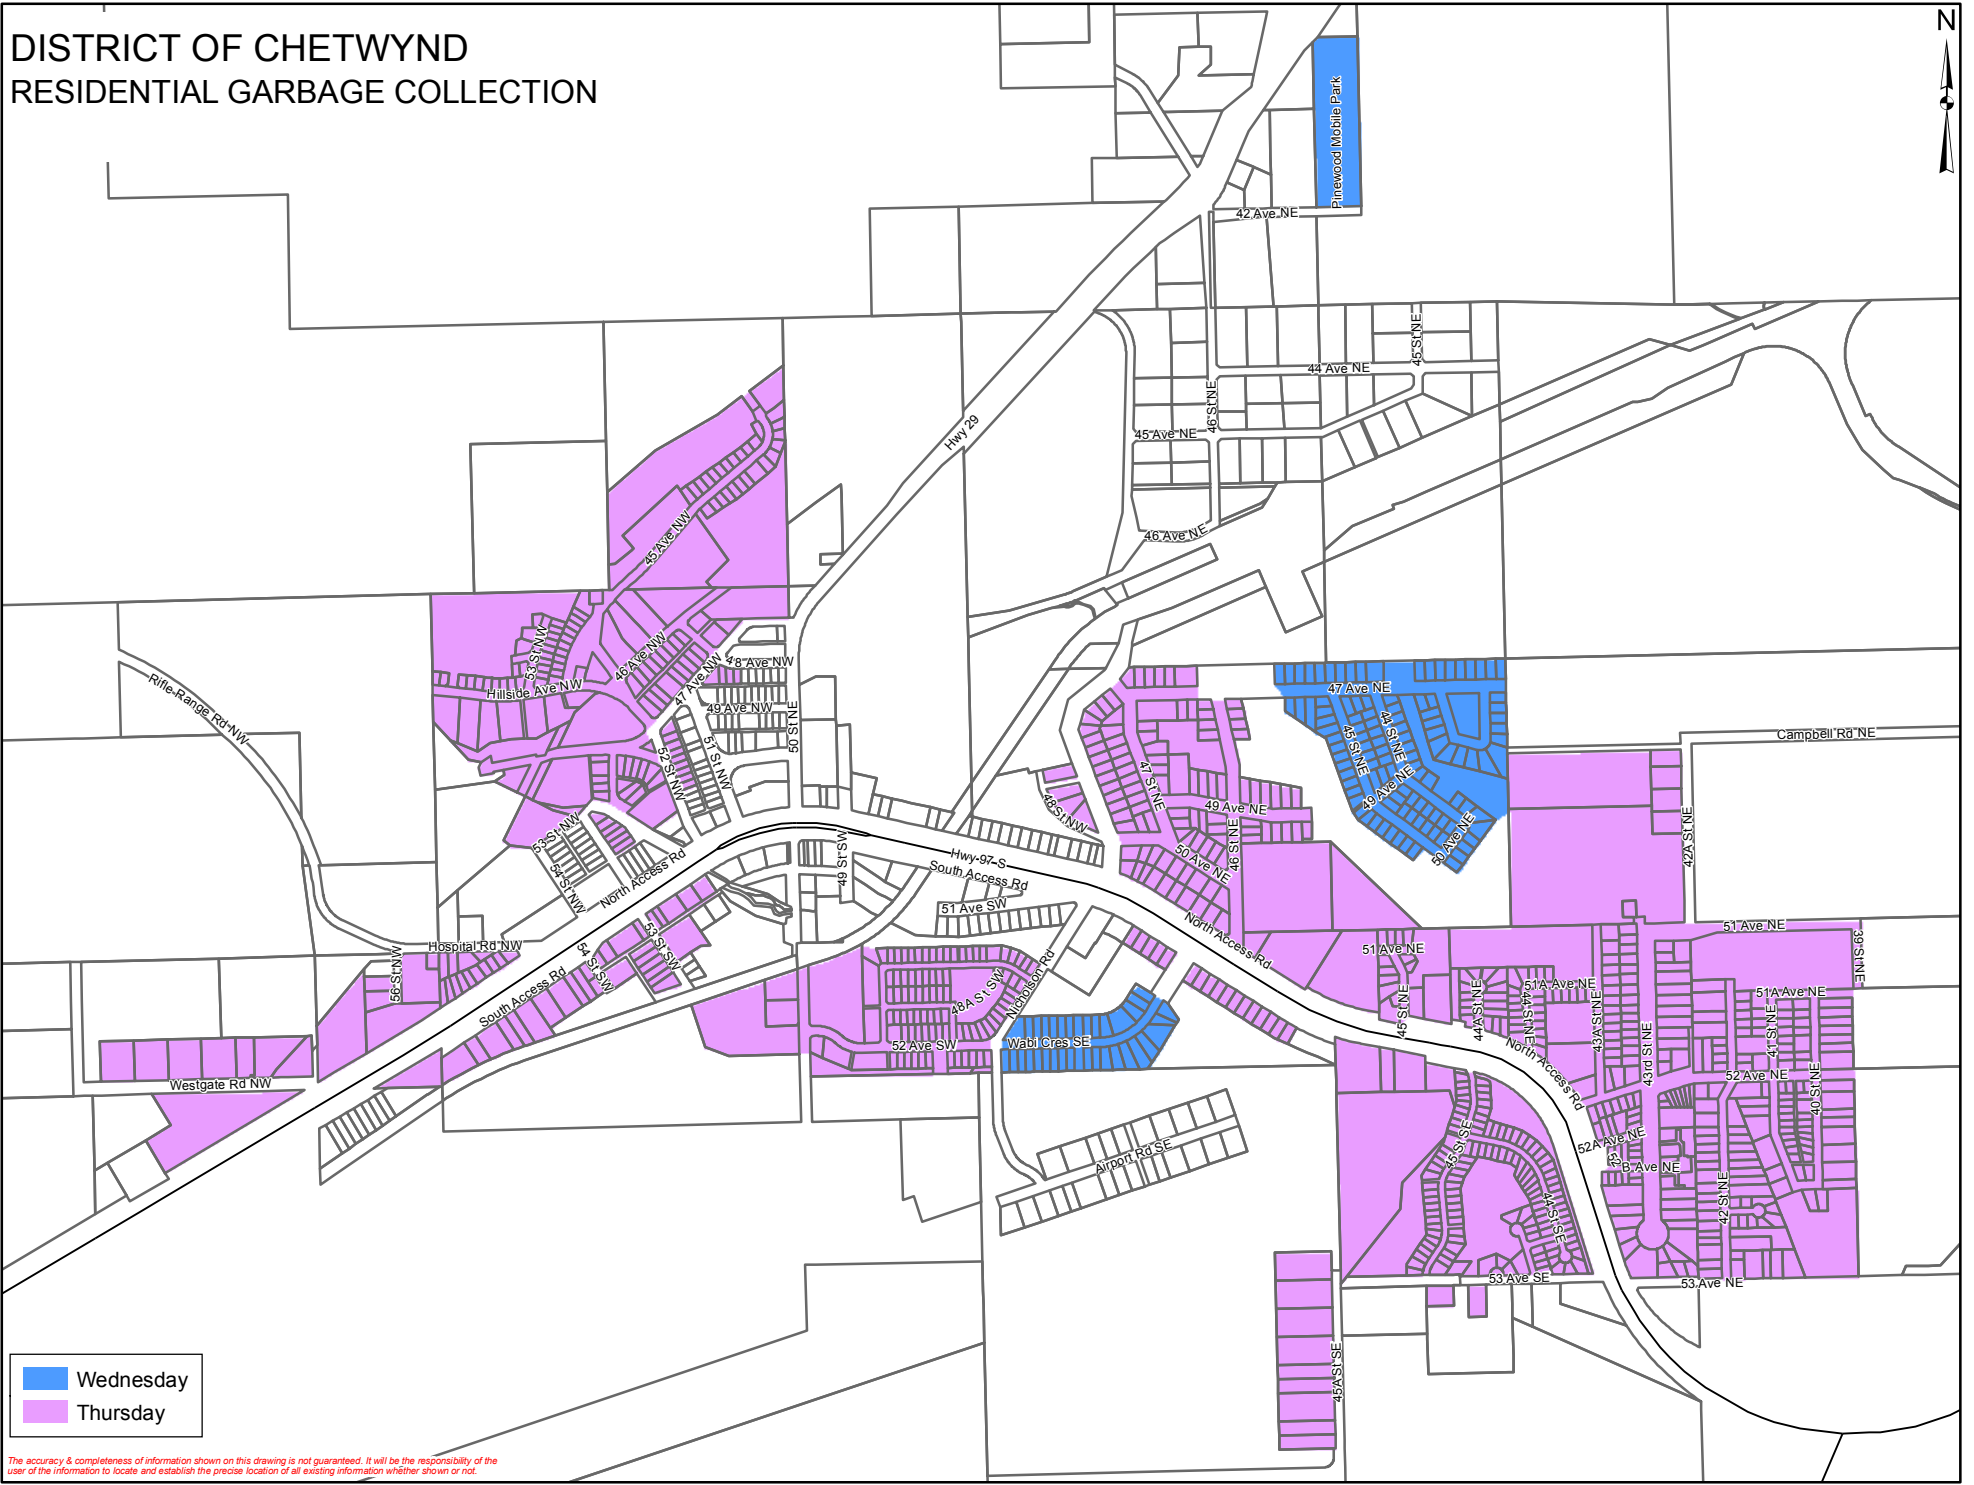 DISTRICT OF CHETWYND
RESIDENTIAL GARBAGE COLLECTION
N
Pinewood Mobile Park
42 Ave NE
45 St NE
44 Ave NE
46 St NE
Hwy 29
45 Ave NE
46 Ave NE
45 Ave NW
53 St NW
46 Ave NW
48 Ave NW
47 Ave NW
Hillside Ave NW
Rifle Range Rd NW
49 Ave NW
50 St NE
51 St NW
52 St NW
47 Ave NE
44 St NE
45 St NE
Campbell Rd NE
47 St NE
49 Ave NE
49 Ave NE
48 St NW
46 St NE
50 Ave NE
50 Ave NE
42A St NE
53 St NW
54 St NW
North Access Rd
49 St SW
Hwy 97 S
South Access Rd
51 Ave SW
North Access Rd
51 Ave NE
51 Ave NE
39 St NE
Hospital Rd NW
56 St NW
53 St SW
54 St SW
South Access Rd
48A St SW
Nicholson Rd
52 Ave SW
Wabi Cres SE
45 St NE
44A St NE
51A Ave NE
44 St NE
43A St NE
43rd St NE
51A Ave NE
41 St NE
52 Ave NE
40 St NE
North Access Rd
Westgate Rd NW
Airport Rd SE
45 St SE
44 St SE
52A Ave NE
52 B Ave NE
42 St NE
53 Ave SE
53 Ave NE
45A St SE
Wednesday
Thursday
The accuracy & completeness of information shown on this drawing is not guaranteed. It will be the responsibility of the
user of the information to locate and establish the precise location of all existing information whether shown or not.